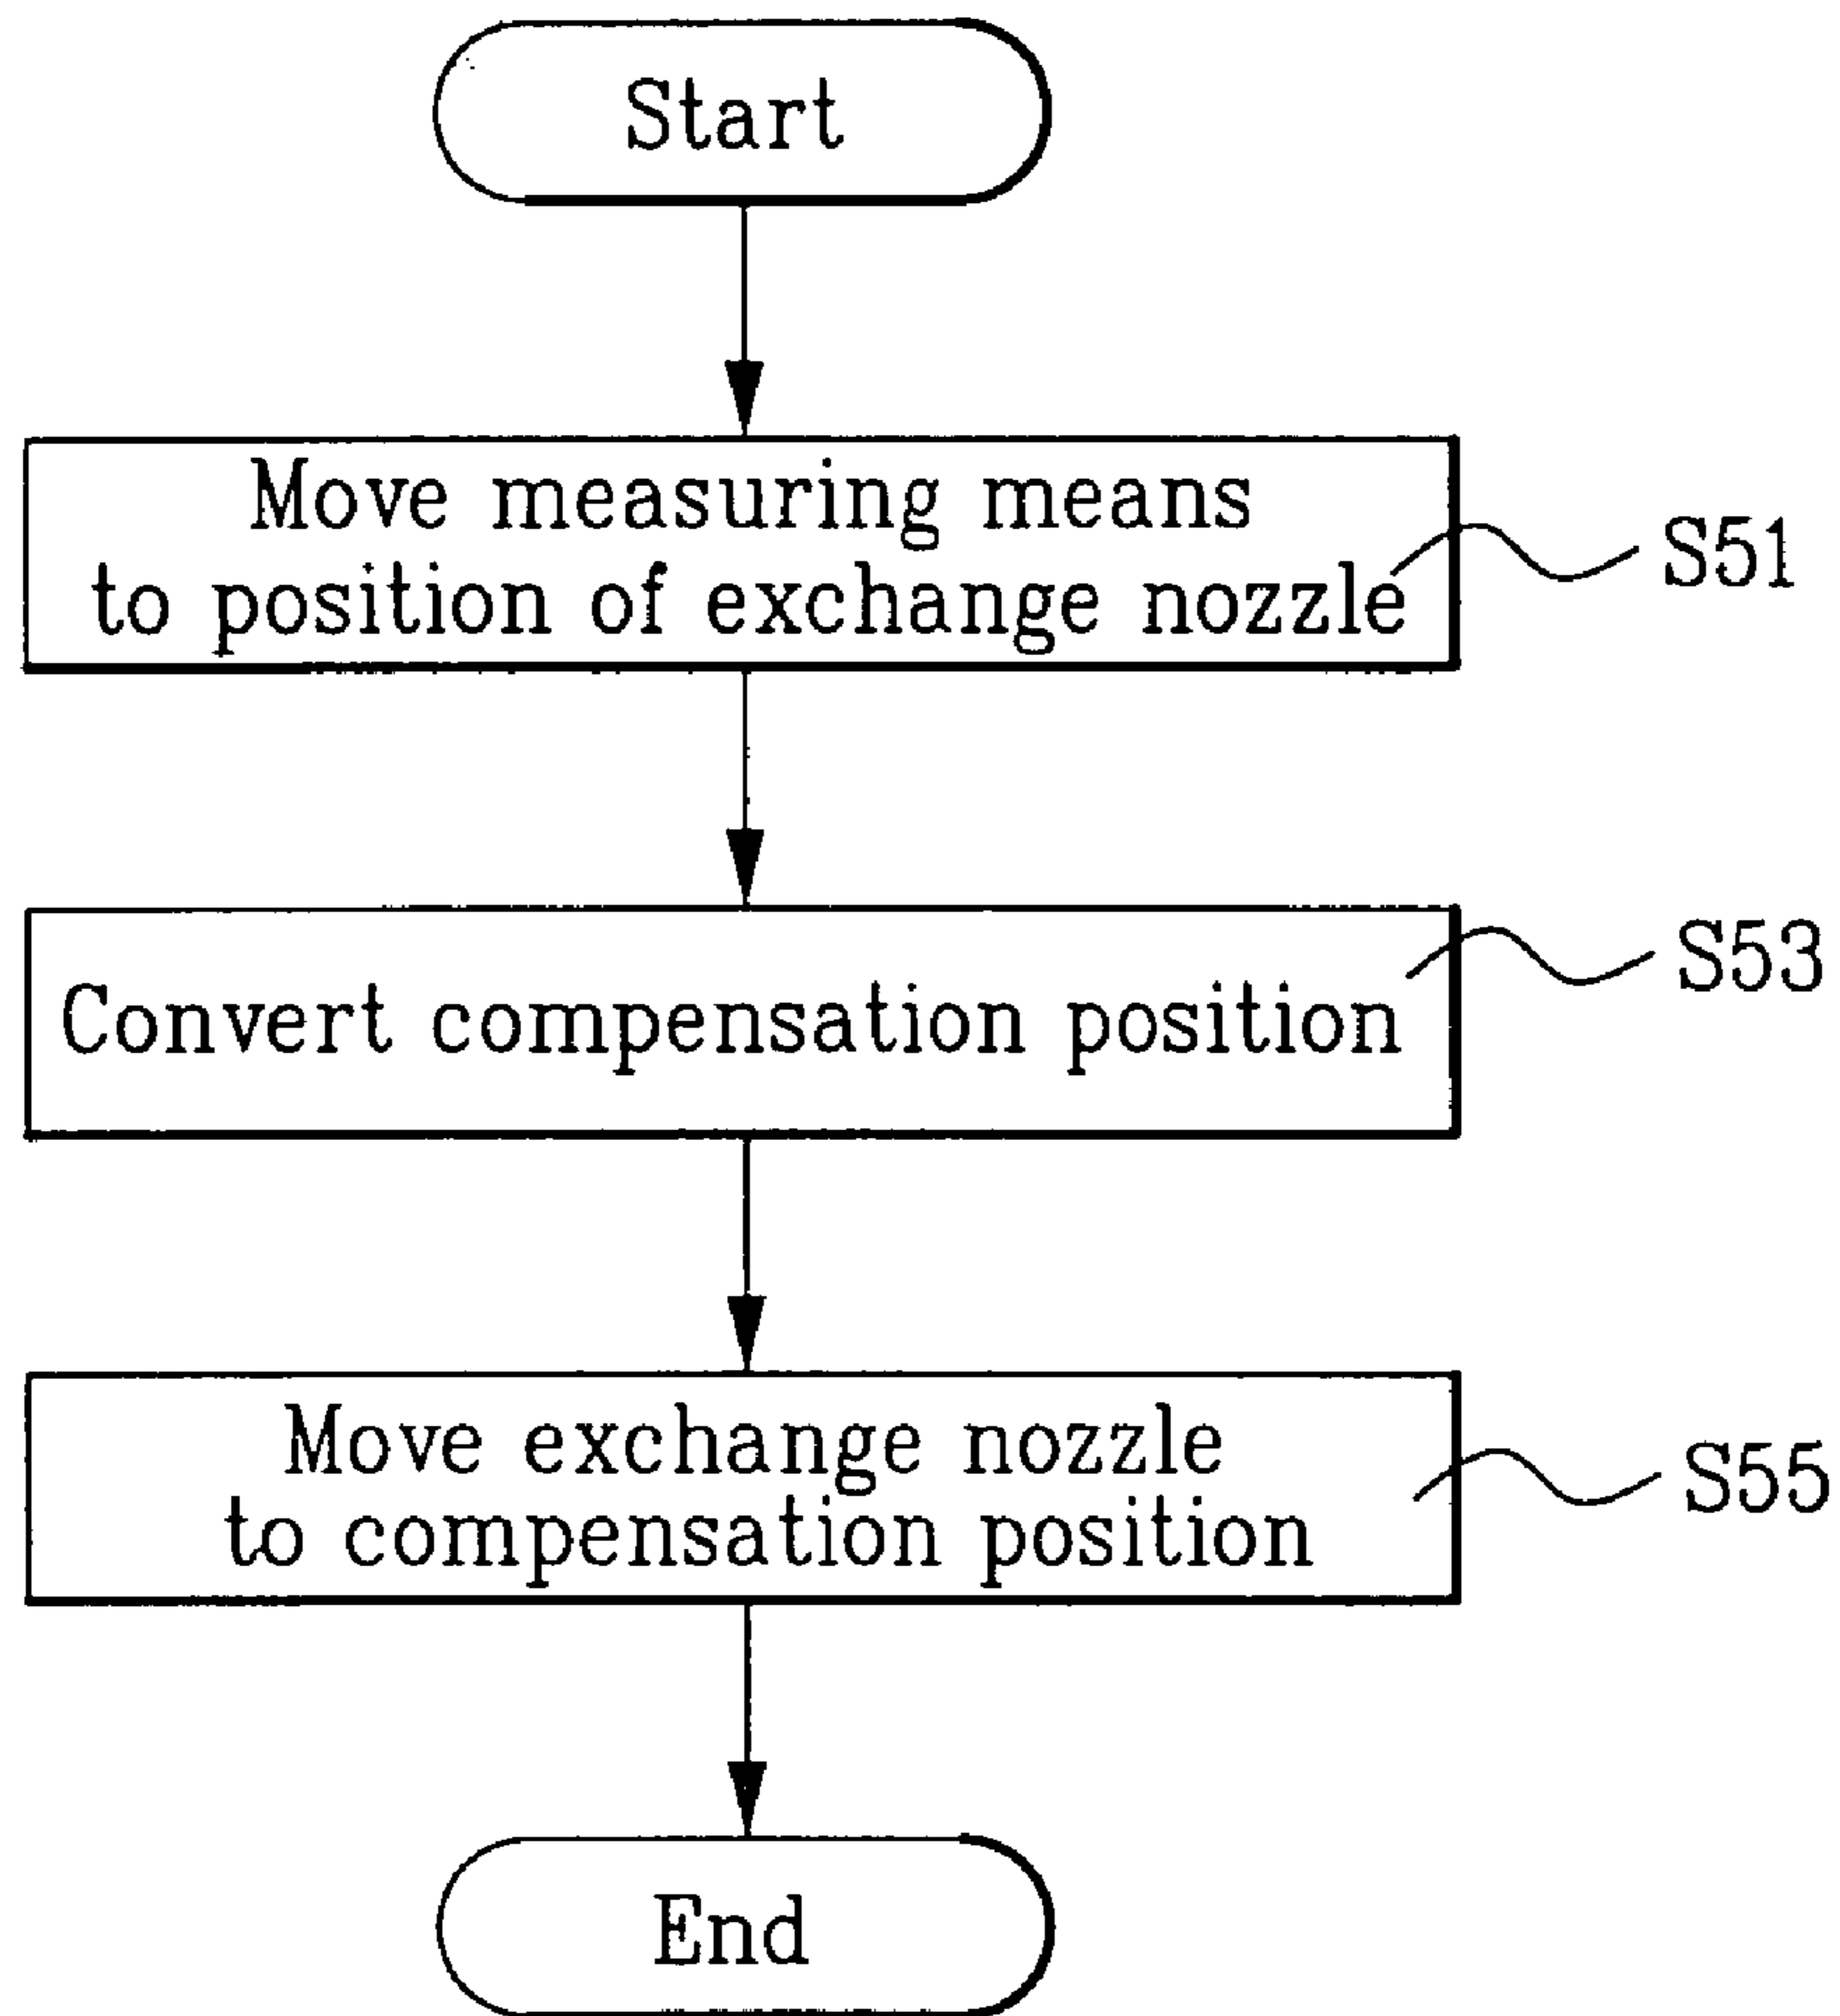 Start
Move measuring means
to position of exchange nozzle
S51
Convert compensation position
S53
Move exchange nozzle
to compensation position
S55
End